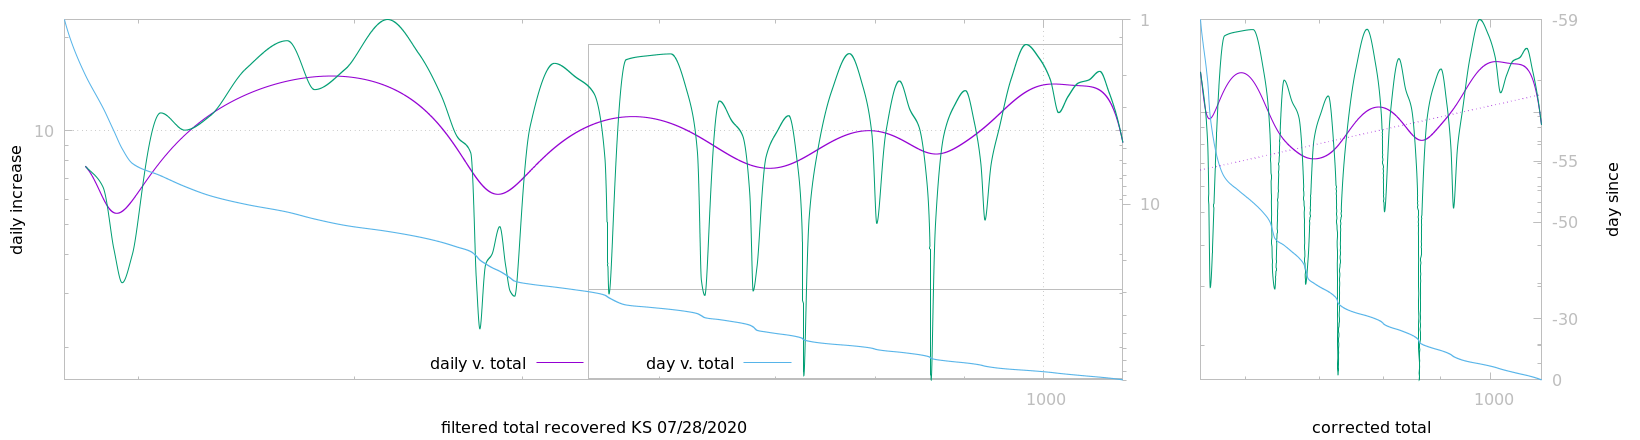 1
-59
10
-55
10
-50
-30
daily v. total
day v. total
0
1000
1000
filtered total recovered KS 07/28/2020
corrected total
daily increase
day since